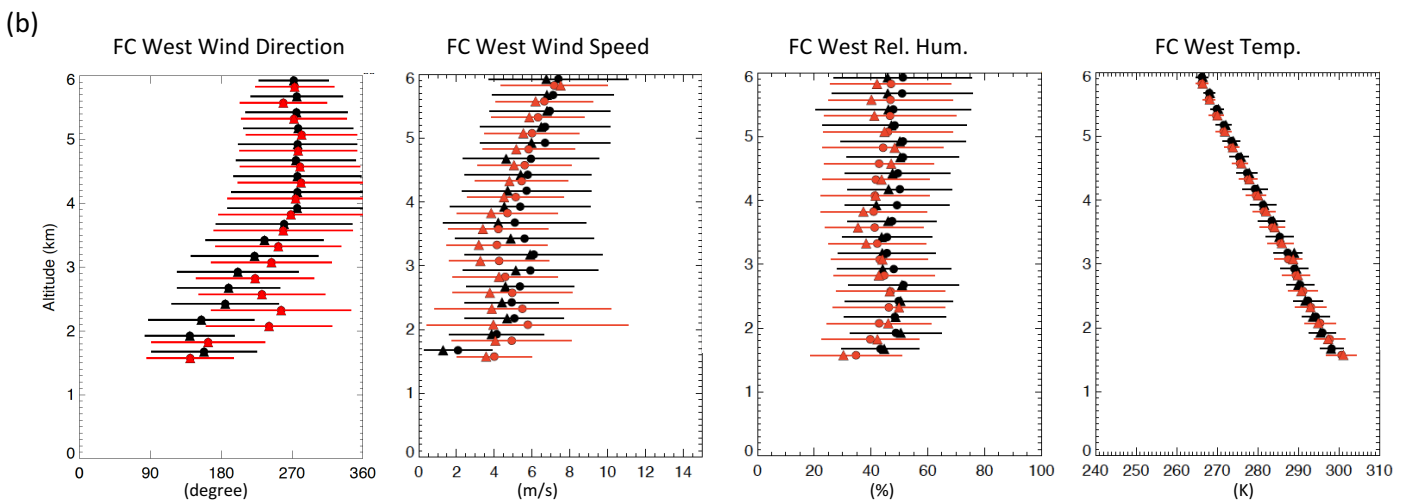 (b)
FC West Wind Direction FC West Wind Speed FC West Rel. Hum. FC West Temp.
6 6 6 6
5 5 5 5
4 4 4 4
Altitude (km)
3 3 3 3
2 2 2 2
1 1 1 1
0 0 0 0
0 90 180 270 360 0 2 4 6 8 10 12 14 0 20 40 60 80 100 240 250 260 270 280 290 300 310
(degree) (m/s) (%) (K)